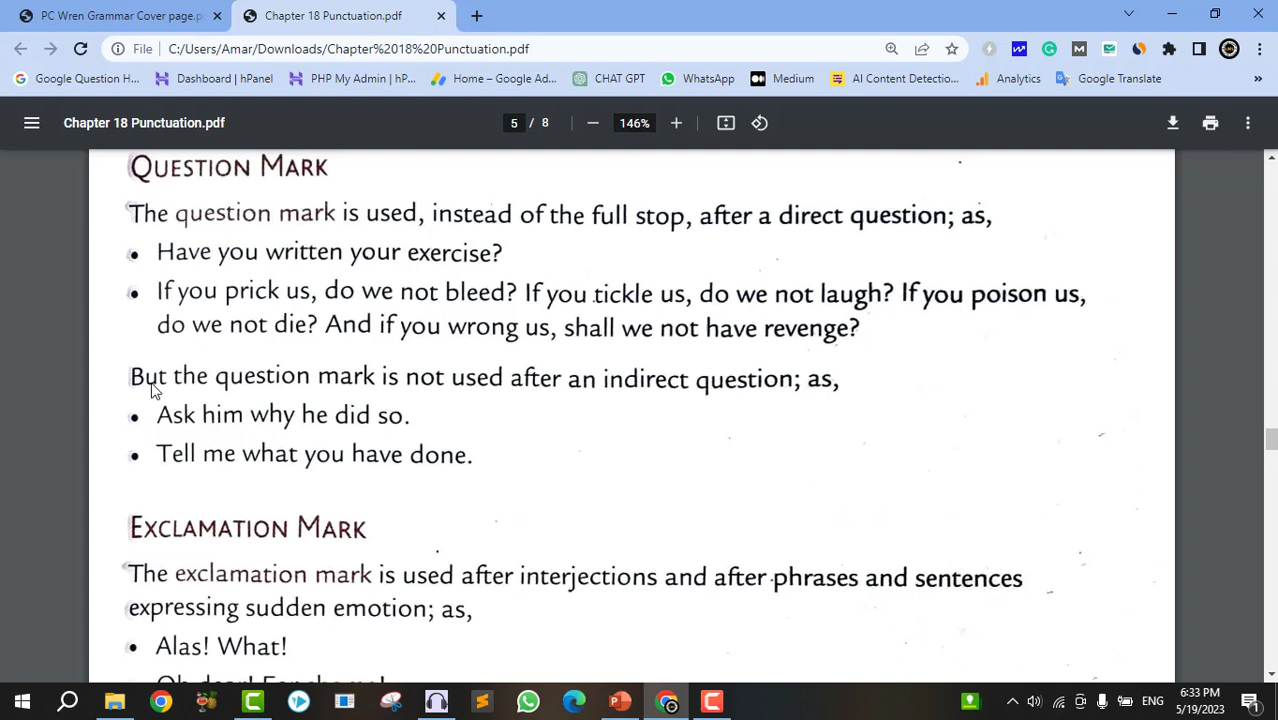 PC Wren Grammar Cover page.p
Chapter 18 Punctuation.pdf
File
C:/Users/Amar/Downloads/Chapter%2018%20Punctuation.pdf
Google Question H...
Dashboard | hPanel
PHP My Admin | hP...
Home – Google Ad...
CHAT GPT
WhatsApp
Medium
AI Content Detectio...
Analytics
Google Translate
»
Chapter 18 Punctuation.pdf
5 / 8
146%
QUESTION MARK
The question mark is used, instead of the full stop, after a direct question; as,
• Have you written your exercise?
• If you prick us, do we not bleed? If you tickle us, do we not laugh? If you poison us,
do we not die? And if you wrong us, shall we not have revenge?
But the question mark is not used after an indirect question; as,
• Ask him why he did so.
• Tell me what you have done.
EXCLAMATION MARK
The exclamation mark is used after interjections and after phrases and sentences
expressing sudden emotion; as,
• Alas! What!
ENG
6:33 PM
5/19/2023